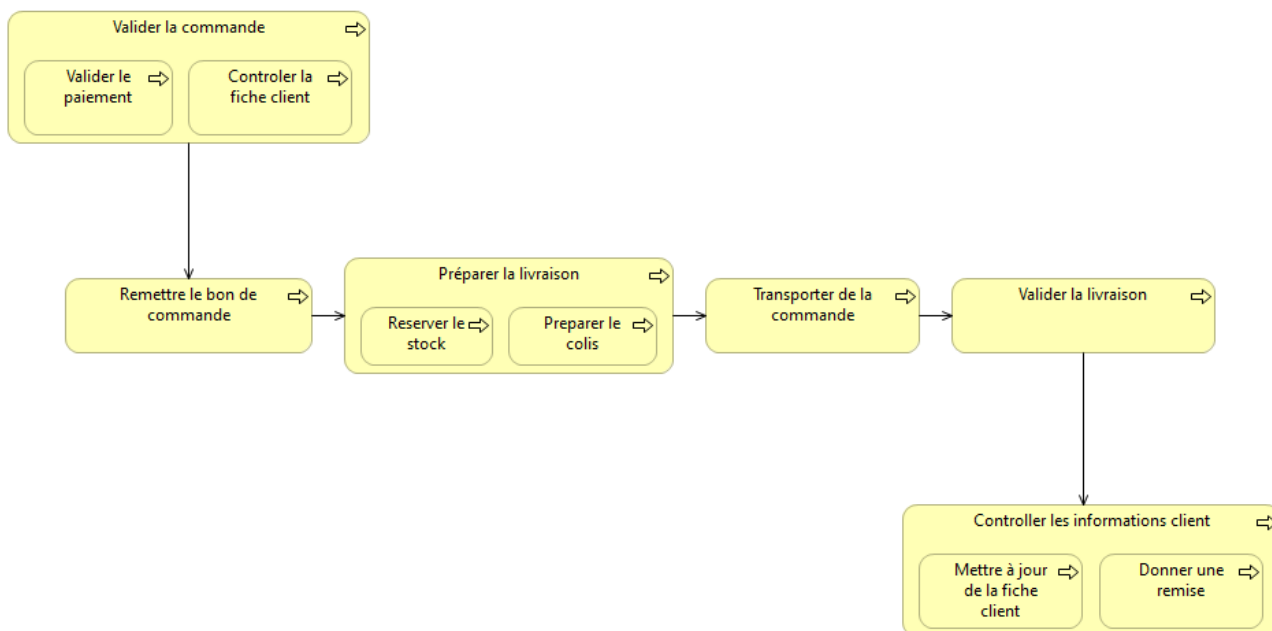 Valider la commande
Valider le
paiement
Controler la
fiche client
Remettre le bon de
commande
Préparer la livraison
Reserver le
stock
Preparer le
colis
Transporter de la
commande
Valider la livraison
Controller les informations client
Mettre à jour
de la fiche
client
Donner une
remise